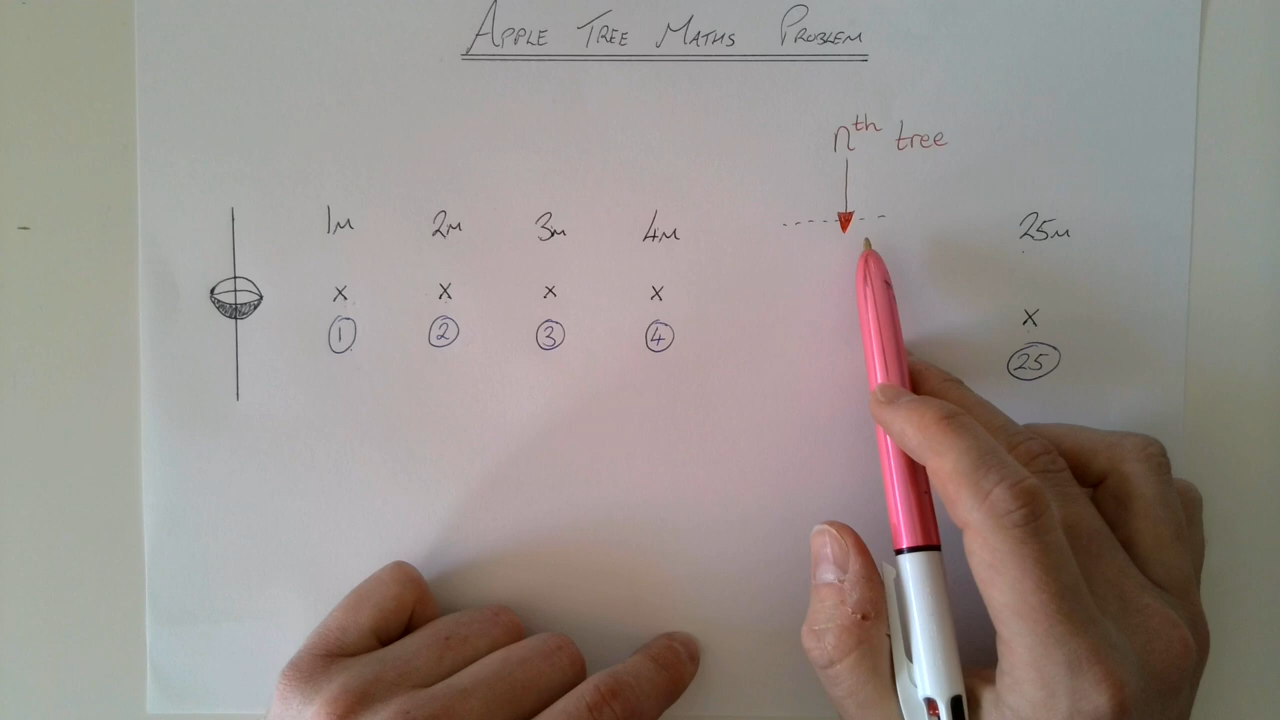 APPLE TREE MATHS PROBLEM
nth tree
1M 2M 3M 4M 25M
x x x x x
1 2 3 4 25